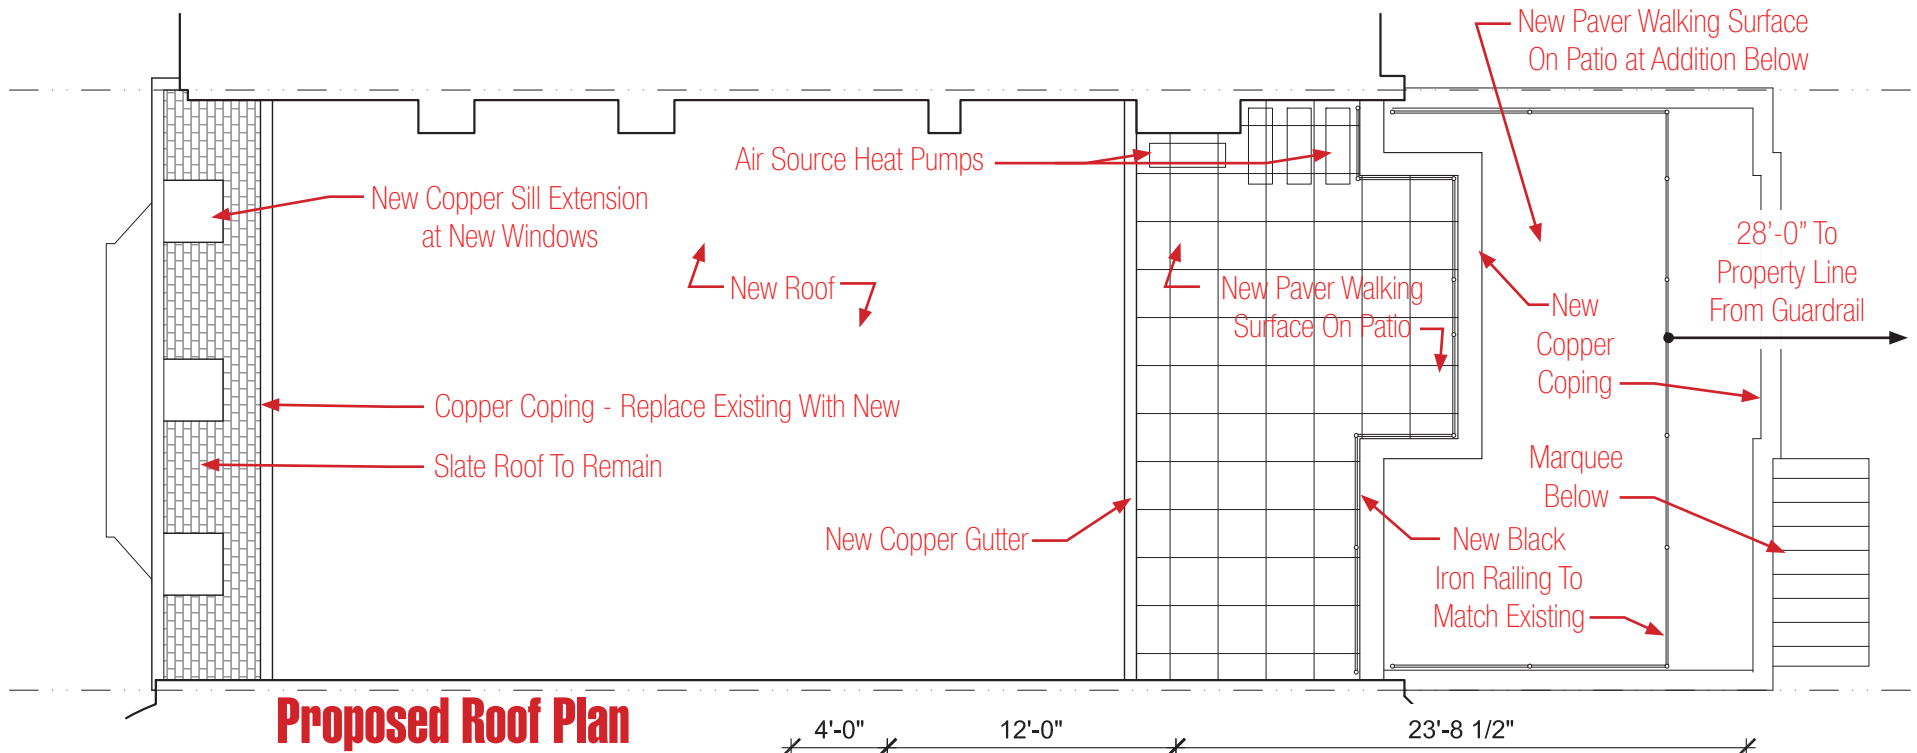 New Paver Walking Surface
On Patio at Addition Below
Air Source Heat Pumps
New Copper Sill Extension
at New Windows
28'-0" To
Property Line
From Guardrail
New Roof
New Paver Walking
Surface On Patio
New
Copper
Coping
Copper Coping - Replace Existing With New
Slate Roof To Remain
Marquee
Below
New Copper Gutter
New Black
Iron Railing To
Match Existing
Proposed Roof Plan
4'-0"
12'-0"
23'-8 1/2"